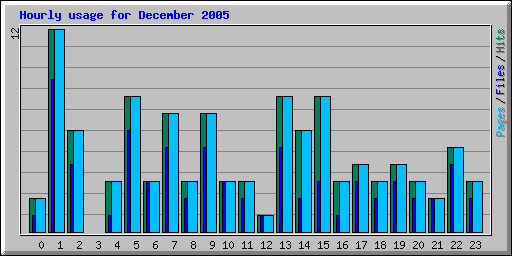 Hourly usage for December 2005
12
Pages/Files/Hits
0 1 2 3 4 5 6 7 8 9 10 11 12 13 14 15 16 17 18 19 20 21 22 23